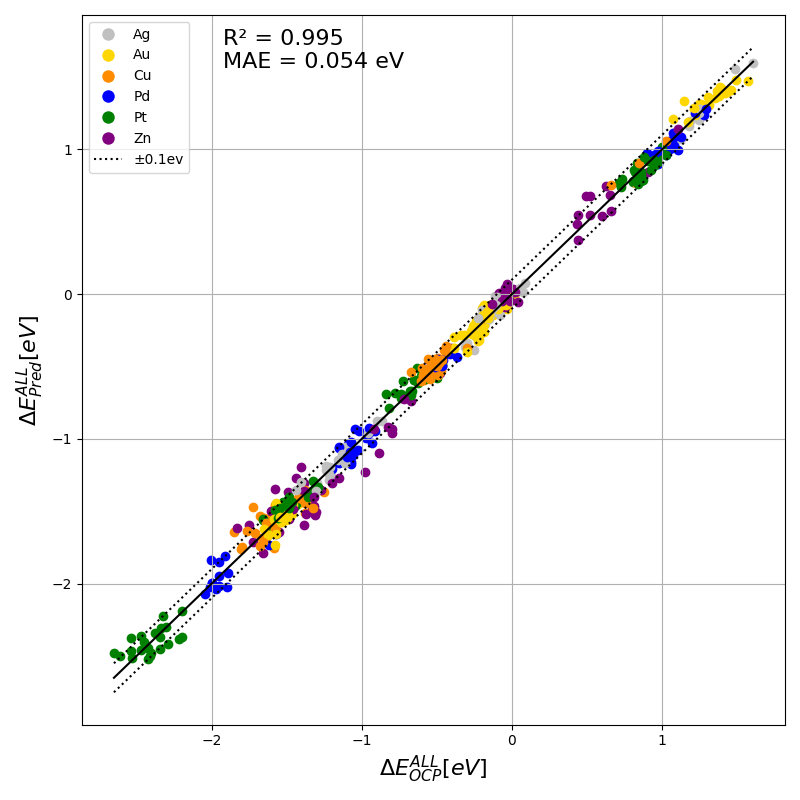 R² = 0.995
MAE = 0.054 eV
Ag
Au
Cu
Pd
Pt
Zn
±0.1ev
1
0
−1
−2
−2
−1
0
1
ΔE^{ALL}_{Pred}[eV]
ΔE^{ALL}_{OCP}[eV]